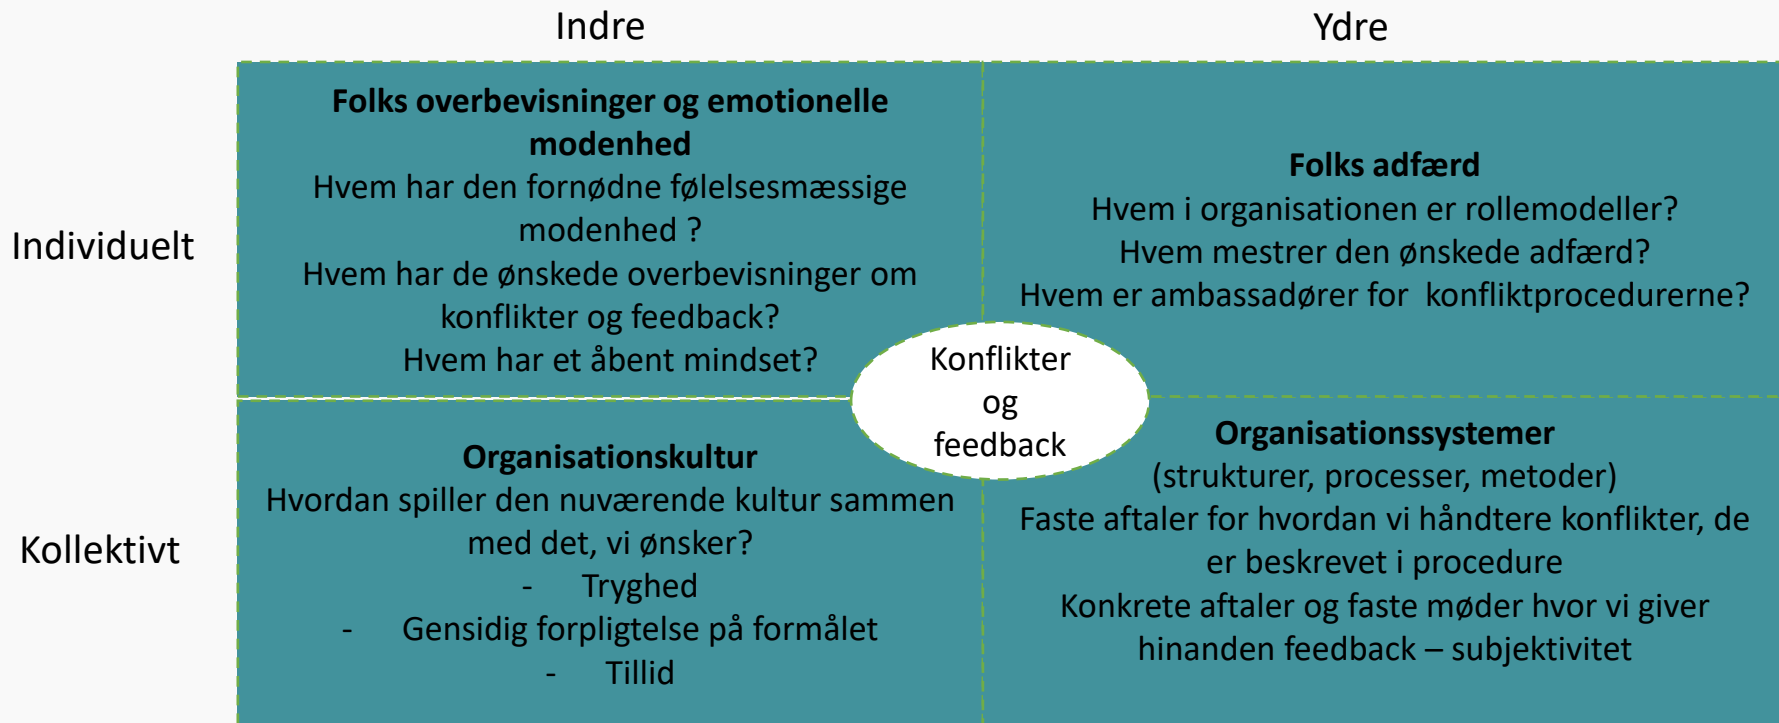 Indre
Ydre
Individuelt
Folks overbevisninger og emotionelle
modenhed
Hvem har den fornødne følelsesmæssige
modenhed ?
Hvem har de ønskede overbevisninger om
konflikter og feedback?
Hvem har et åbent mindset?
Folks adfærd
Hvem i organisationen er rollemodeller?
Hvem mestrer den ønskede adfærd?
Hvem er ambassadører for konfliktprocedurerne?
Konflikter
og
feedback
Kollektivt
Organisationskultur
Hvordan spiller den nuværende kultur sammen
med det, vi ønsker?
- Tryghed
- Gensidig forpligtelse på formålet
- Tillid
Organisationssystemer
(strukturer, processer, metoder)
Faste aftaler for hvordan vi håndtere konflikter, de
er beskrevet i procedure
Konkrete aftaler og faste møder hvor vi giver
hinanden feedback – subjektivitet